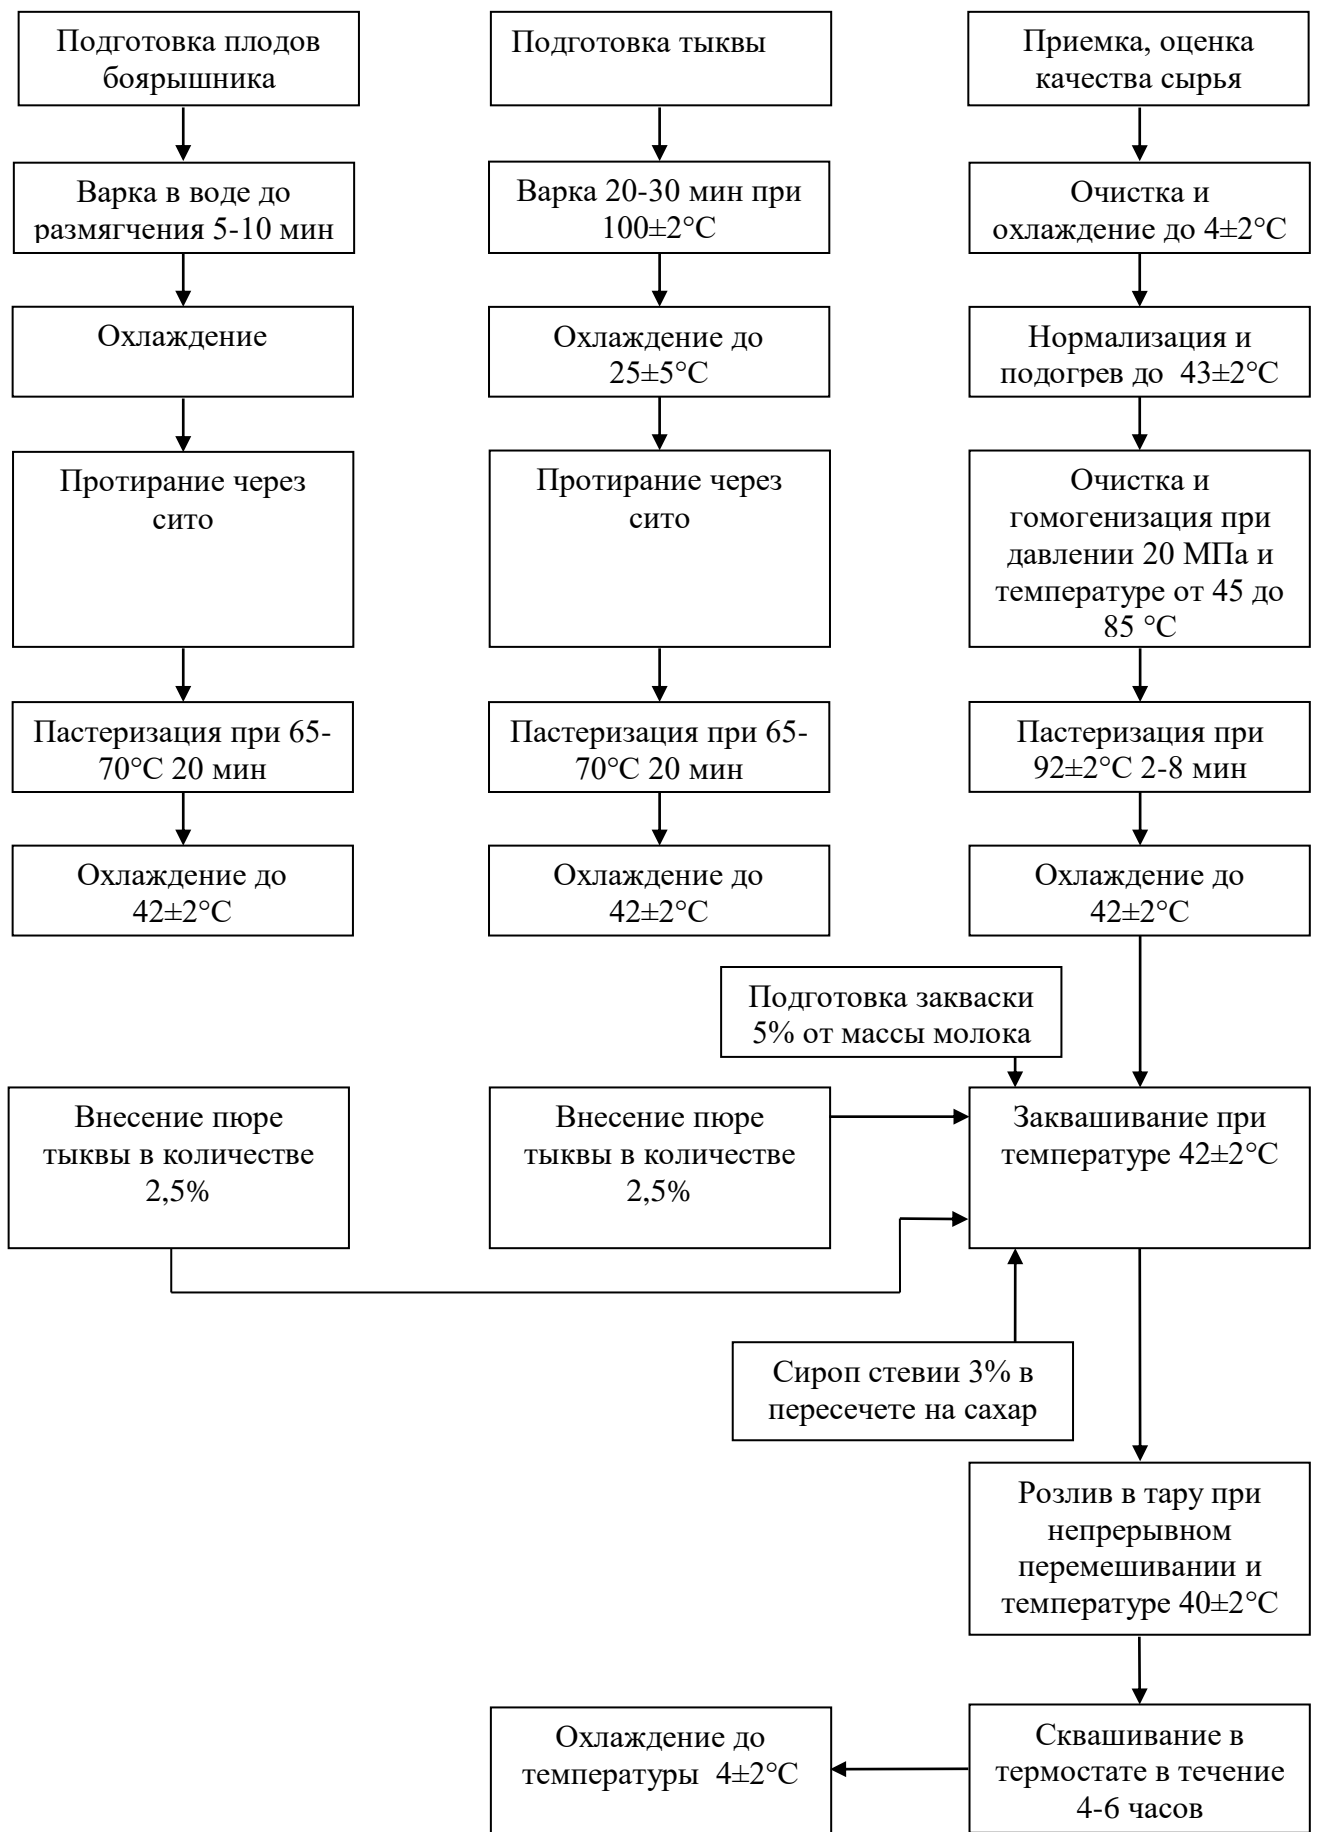 Подготовка плодов
боярышника
Подготовка тыквы
Приемка, оценка
качества сырья
Варка в воде до
размягчения 5-10 мин
Варка 20-30 мин при
100±2°С
Очистка и
охлаждение до 4±2°С
Охлаждение
Охлаждение до
25±5°С
Нормализация и
подогрев до  43±2°С
Протирание через
сито
Протирание через
сито
Очистка и
гомогенизация при
давлении 20 МПа и
температуре от 45 до
85 °С
Пастеризация при 65-
70°С 20 мин
Пастеризация при 65-
70°С 20 мин
Пастеризация при
92±2°С 2-8 мин
Охлаждение до
42±2°С
Охлаждение до
42±2°С
Охлаждение до
42±2°С
Подготовка закваски
5% от массы молока
Внесение пюре
тыквы в количестве
2,5%
Внесение пюре
тыквы в количестве
2,5%
Заквашивание при
температуре 42±2°С
Сироп стевии 3% в
пересечете на сахар
Розлив в тару при
непрерывном
перемешивании и
температуре 40±2°С
Охлаждение до
температуры  4±2°С
Сквашивание в
термостате в течение
4-6 часов